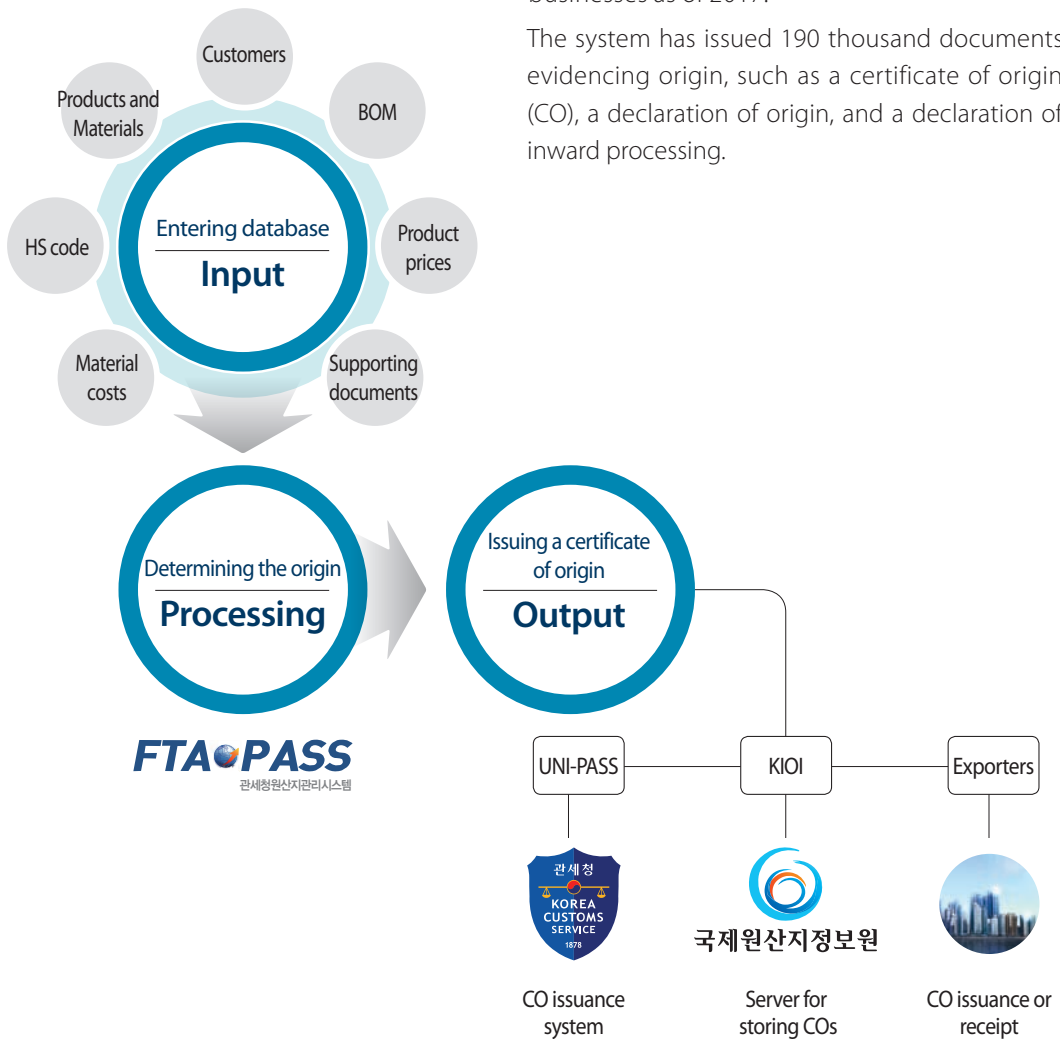 businesses as of 2017.
The system has issued 190 thousand documents
evidencing origin, such as a certificate of origin
(CO), a declaration of origin, and a declaration of
inward processing.
Customers
Products and
Materials
BOM
HS code
Entering database
Input
Product
prices
Material
costs
Supporting
documents
Determining the origin
Processing
Issuing a certificate
of origin
Output
FTA PASS
관세청원산지관리시스템
UNI-PASS
KIOI
Exporters
관세청
KOREA
CUSTOMS
SERVICE
1878
국제원산지정보원
CO issuance
system
Server for
storing COs
CO issuance or
receipt